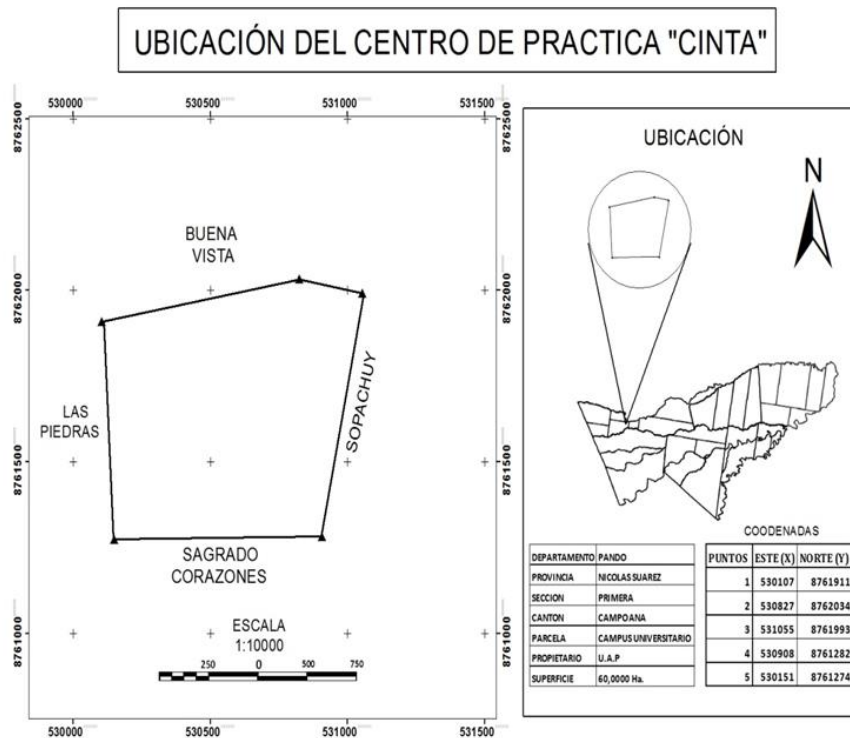 UBICACIÓN DEL CENTRO DE PRACTICA "CINTA"
530000 530500 531000 531500
8762500 8762500
BUENA
VISTA
8762000 8762000
LAS
PIEDRAS
SOPACHUY
8761500 8761500
SAGRADO
CORAZONES
ESCALA
1:10000
250 0 500 750
8761000 8761000
530000 530500 531000 531500
UBICACIÓN
N
DEPARTAMENTO PANDO
PROVINCIA NICOLAS SUAREZ
SECCION PRIMERA
CANTON CAMPOANA
PARCELA CAMPUS UNIVERSITARIO
PROPIETARIO U.A.P
SUPERFICIE 60,0000 Ha.
COODENADAS
PUNTOS ESTE (X) NORTE (Y)
1 530107 8761911
2 530827 8762034
3 531055 8761993
4 530908 8761282
5 530151 8761274